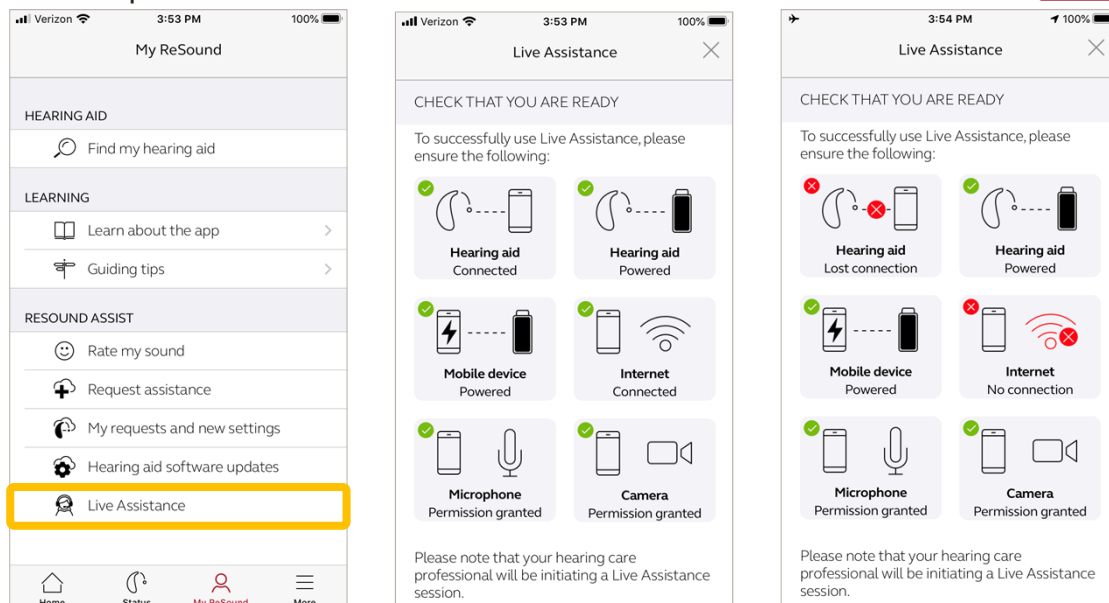 Verizon 3:53 PM 100%
My ReSound
HEARING AID
Find my hearing aid
LEARNING
Learn about the app
Guiding tips
RESOUND ASSIST
Rate my sound
Request assistance
My requests and new settings
Hearing aid software updates
Live Assistance
Home Status My ReSound More
Verizon 3:53 PM 100%
Live Assistance
CHECK THAT YOU ARE READY
To successfully use Live Assistance, please
ensure the following:
Hearing aid
Connected
Hearing aid
Powered
Mobile device
Powered
Internet
Connected
Microphone
Permission granted
Camera
Permission granted
Please note that your hearing care
professional will be initiating a Live Assistance
session.
3:54 PM 100%
Live Assistance
CHECK THAT YOU ARE READY
To successfully use Live Assistance, please
ensure the following:
Hearing aid
Lost connection
Hearing aid
Powered
Mobile device
Powered
Internet
No connection
Microphone
Permission granted
Camera
Permission granted
Please note that your hearing care
professional will be initiating a Live Assistance
session.